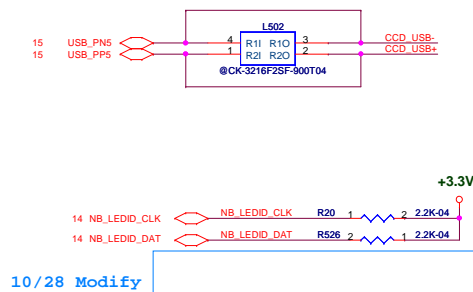 L502
15 USB_PN5 4 R1I R1O 3 CCD_USB-
15 USB_PP5 1 R2I R2O 2 CCD_USB+
@CK-3216F2SF-900T04
+3.3V
14 NB_LEDID_CLK NB_LEDID_CLK R20 1 2 2.2K-04
14 NB_LEDID_DAT NB_LEDID_DAT R526 2 1 2.2K-04
10/28 Modify